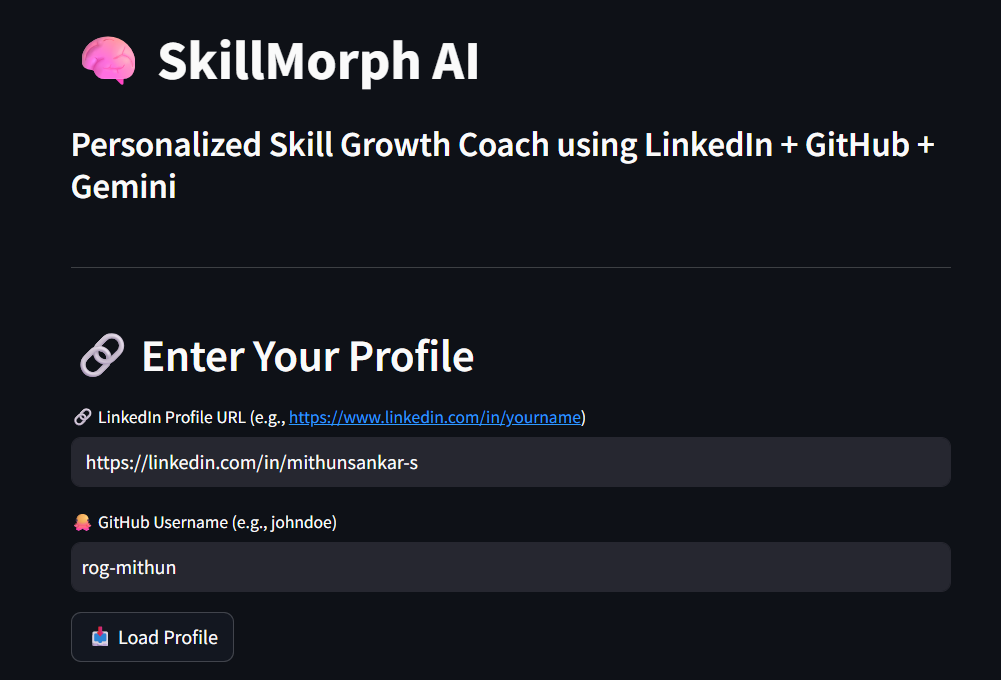 SkillMorph AI
Personalized Skill Growth Coach using LinkedIn + GitHub +
Gemini
Enter Your Profile
LinkedIn Profile URL (e.g., https://www.linkedin.com/in/yourname)
https://linkedin.com/in/mithunsankar-s
GitHub Username (e.g., johndoe)
rog-mithun
Load Profile